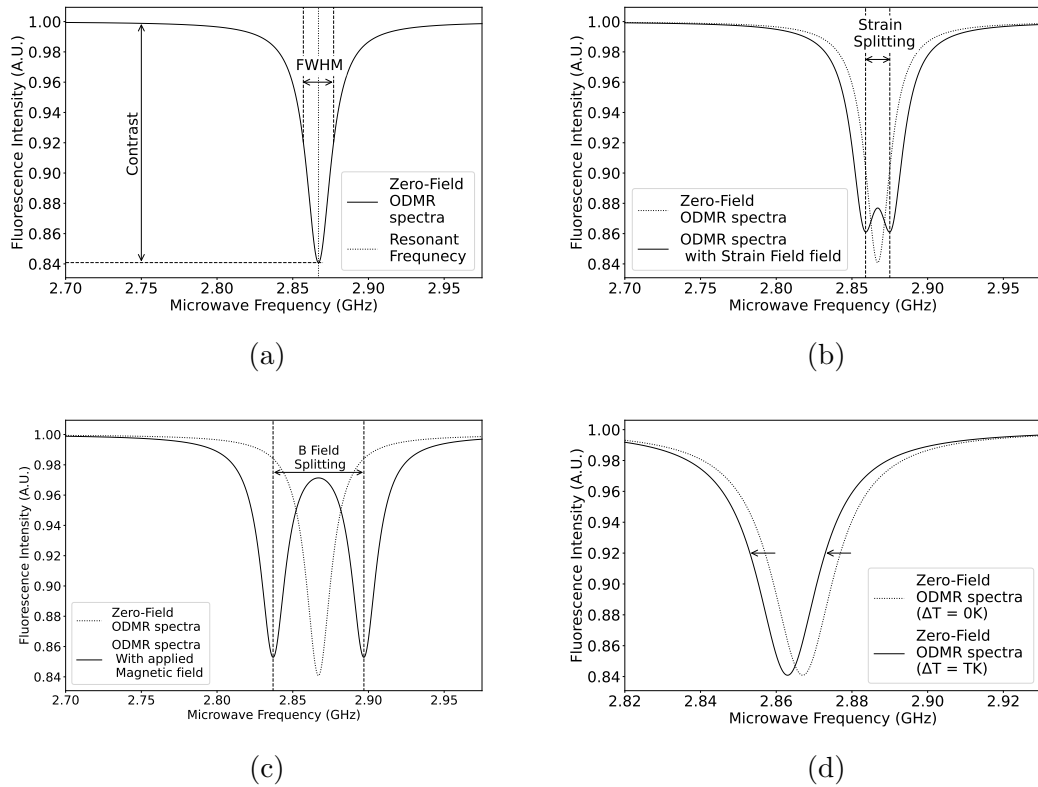 1.00
0.98
0.96
0.94
0.92
0.90
0.88
0.86
0.84
Fluorescence Intensity (A.U.)
Contrast
FWHM
Zero-Field
ODMR
spectra
Resonant
Frequnecy
2.70
2.75
2.80
2.85
2.90
2.95
Microwave Frequency (GHz)
(a)
1.00
0.98
0.96
0.94
0.92
0.90
0.88
0.86
0.84
Fluorescence Intensity (A.U.)
Strain
Splitting
Zero-Field
ODMR spectra
ODMR spectra
with Strain Field field
2.70
2.75
2.80
2.85
2.90
2.95
Microwave Frequency (GHz)
(b)
1.00
0.98
0.96
0.94
0.92
0.90
0.88
0.86
0.84
Fluorescence Intensity (A.U.)
B Field
Splitting
Zero-Field
ODMR spectra
ODMR spectra
With applied
Magnetic field
2.70
2.75
2.80
2.85
2.90
2.95
Microwave Frequency (GHz)
(c)
1.00
0.98
0.96
0.94
0.92
0.90
0.88
0.86
0.84
Fluorescence Intensity (A.U.)
Zero-Field
ODMR spectra
(ΔT = 0K)
Zero-Field
ODMR spectra
(ΔT = TK)
2.82
2.84
2.86
2.88
2.90
2.92
Microwave Frequency (GHz)
(d)